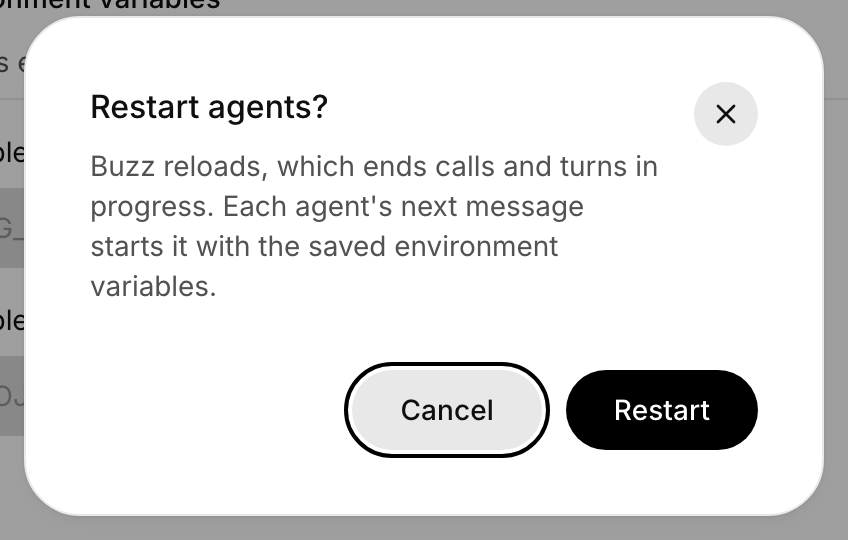 Restart agents?
Buzz reloads, which ends calls and turns in
progress. Each agent's next message
starts it with the saved environment
variables.
Cancel
Restart